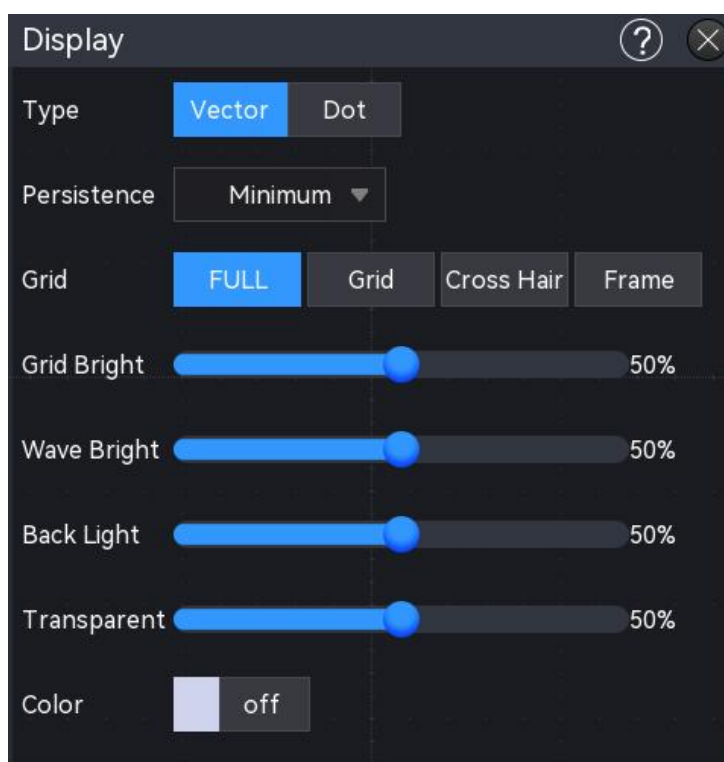 Display ?
Type Vector Dot
Persistence Minimum
Grid FULL Grid Cross Hair Frame
Grid Bright 50%
Wave Bright 50%
Back Light 50%
Transparent 50%
Color off